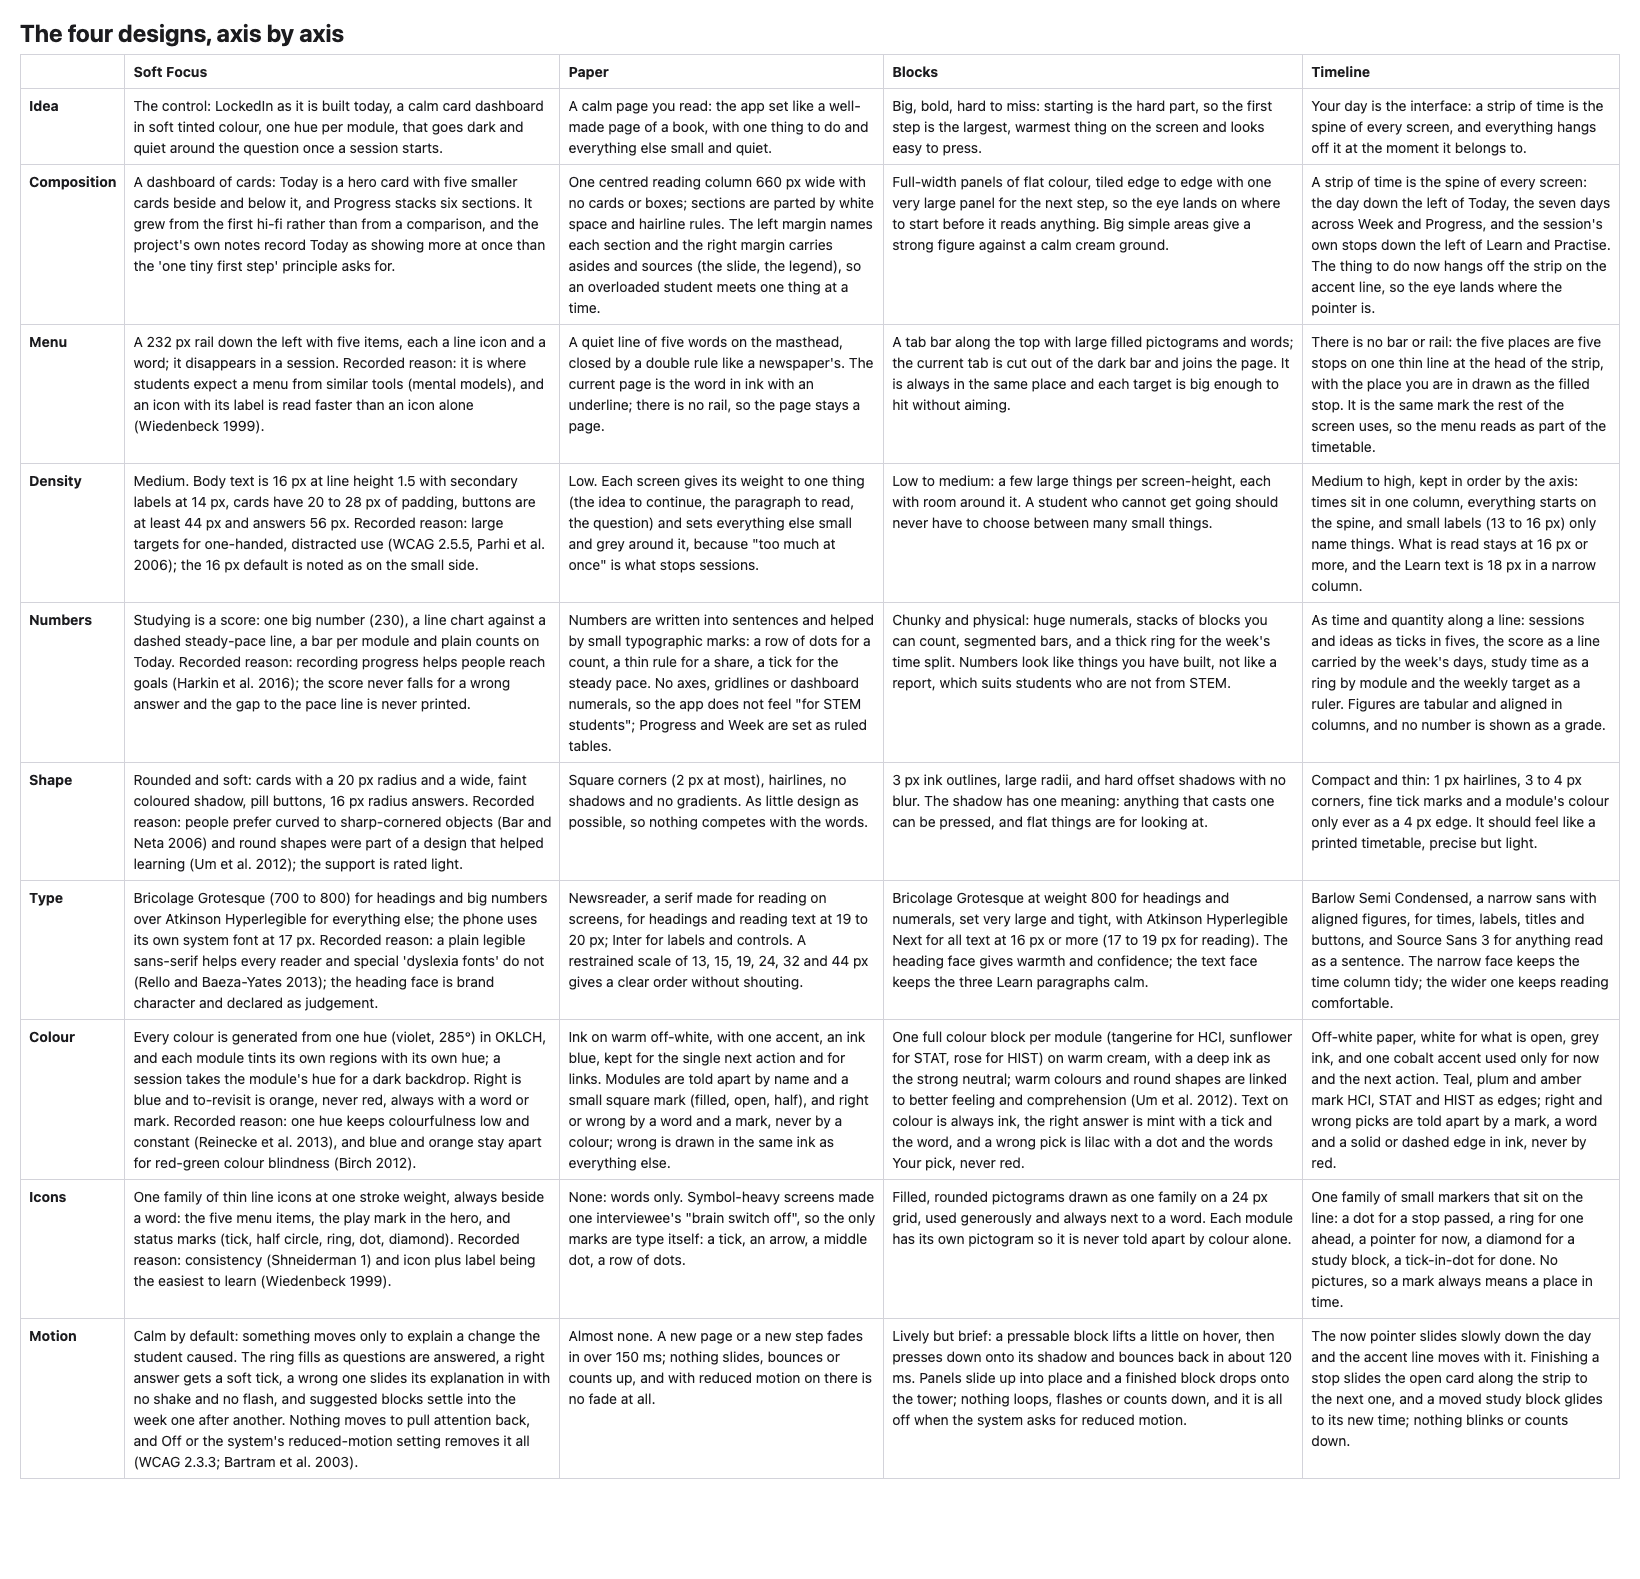 The four designs, axis by axis
Soft Focus
Paper
Blocks
Timeline
Idea
The control: LockedIn as it is built today, a calm card dashboard
in soft tinted colour, one hue per module, that goes dark and
quiet around the question once a session starts.
A calm page you read: the app set like a well-
made page of a book, with one thing to do and
everything else small and quiet.
Big, bold, hard to miss: starting is the hard part, so the first
step is the largest, warmest thing on the screen and looks
easy to press.
Your day is the interface: a strip of time is the
spine of every screen, and everything hangs
off it at the moment it belongs to.
Composition
A dashboard of cards: Today is a hero card with five smaller
cards beside and below it, and Progress stacks six sections. It
grew from the first hi-fi rather than from a comparison, and the
project's own notes record Today as showing more at once than
the 'one tiny first step' principle asks for.
One centred reading column 660 px wide with
no cards or boxes; sections are parted by white
space and hairline rules. The left margin names
each section and the right margin carries
asides and sources (the slide, the legend), so
an overloaded student meets one thing at a
time.
Full-width panels of flat colour, tiled edge to edge with one
very large panel for the next step, so the eye lands on where
to start before it reads anything. Big simple areas give a
strong figure against a calm cream ground.
A strip of time is the spine of every screen:
the day down the left of Today, the seven days
across Week and Progress, and the session's
own stops down the left of Learn and Practise.
The thing to do now hangs off the strip on the
accent line, so the eye lands where the
pointer is.
Menu
A 232 px rail down the left with five items, each a line icon and a
word; it disappears in a session. Recorded reason: it is where
students expect a menu from similar tools (mental models), and
an icon with its label is read faster than an icon alone
(Wiedenbeck 1999).
A quiet line of five words on the masthead,
closed by a double rule like a newspaper's. The
current page is the word in ink with an
underline; there is no rail, so the page stays a
page.
A tab bar along the top with large filled pictograms and words;
the current tab is cut out of the dark bar and joins the page. It
is always in the same place and each target is big enough to
hit without aiming.
There is no bar or rail: the five places are five
stops on one thin line at the head of the strip,
with the place you are in drawn as the filled
stop. It is the same mark the rest of the
screen uses, so the menu reads as part of the
timetable.
Density
Medium. Body text is 16 px at line height 1.5 with secondary
labels at 14 px, cards have 20 to 28 px of padding, buttons are
at least 44 px and answers 56 px. Recorded reason: large
targets for one-handed, distracted use (WCAG 2.5.5, Parhi et al.
2006); the 16 px default is noted as on the small side.
Low. Each screen gives its weight to one thing
(the idea to continue, the paragraph to read,
the question) and sets everything else small
and grey around it, because "too much at
once" is what stops sessions.
Low to medium: a few large things per screen-height, each
with room around it. A student who cannot get going should
never have to choose between many small things.
Medium to high, kept in order by the axis:
times sit in one column, everything starts on
the spine, and small labels (13 to 16 px) only
name things. What is read stays at 16 px or
more, and the Learn text is 18 px in a narrow
column.
Numbers
Studying is a score: one big number (230), a line chart against a
dashed steady-pace line, a bar per module and plain counts on
Today. Recorded reason: recording progress helps people reach
goals (Harkin et al. 2016); the score never falls for a wrong
answer and the gap to the pace line is never printed.
Numbers are written into sentences and helped
by small typographic marks: a row of dots for a
count, a thin rule for a share, a tick for the
steady pace. No axes, gridlines or dashboard
numerals, so the app does not feel "for STEM
students"; Progress and Week are set as ruled
tables.
Chunky and physical: huge numerals, stacks of blocks you
can count, segmented bars, and a thick ring for the week's
time split. Numbers look like things you have built, not like a
report, which suits students who are not from STEM.
As time and quantity along a line: sessions
and ideas as ticks in fives, the score as a line
carried by the week's days, study time as a
ring by module and the weekly target as a
ruler. Figures are tabular and aligned in
columns, and no number is shown as a grade.
Shape
Rounded and soft: cards with a 20 px radius and a wide, faint
coloured shadow, pill buttons, 16 px radius answers. Recorded
reason: people prefer curved to sharp-cornered objects (Bar and
Neta 2006) and round shapes were part of a design that helped
learning (Um et al. 2012); the support is rated light.
Square corners (2 px at most), hairlines, no
shadows and no gradients. As little design as
possible, so nothing competes with the words.
3 px ink outlines, large radii, and hard offset shadows with no
blur. The shadow has one meaning: anything that casts one
can be pressed, and flat things are for looking at.
Compact and thin: 1 px hairlines, 3 to 4 px
corners, fine tick marks and a module's colour
only ever as a 4 px edge. It should feel like a
printed timetable, precise but light.
Type
Bricolage Grotesque (700 to 800) for headings and big numbers
over Atkinson Hyperlegible for everything else; the phone uses
its own system font at 17 px. Recorded reason: a plain legible
sans-serif helps every reader and special 'dyslexia fonts' do not
(Rello and Baeza-Yates 2013); the heading face is brand
character and declared as judgement.
Newsreader, a serif made for reading on
screens, for headings and reading text at 19 to
20 px; Inter for labels and controls. A
restrained scale of 13, 15, 19, 24, 32 and 44 px
gives a clear order without shouting.
Bricolage Grotesque at weight 800 for headings and
numerals, set very large and tight, with Atkinson Hyperlegible
Next for all text at 16 px or more (17 to 19 px for reading). The
heading face gives warmth and confidence; the text face
keeps the three Learn paragraphs calm.
Barlow Semi Condensed, a narrow sans with
aligned figures, for times, labels, titles and
buttons, and Source Sans 3 for anything read
as a sentence. The narrow face keeps the
time column tidy; the wider one keeps reading
comfortable.
Colour
Every colour is generated from one hue (violet, 285°) in OKLCH,
and each module tints its own regions with its own hue; a
session takes the module's hue for a dark backdrop. Right is
blue and to-revisit is orange, never red, always with a word or
mark. Recorded reason: one hue keeps colourfulness low and
constant (Reinecke et al. 2013), and blue and orange stay apart
for red-green colour blindness (Birch 2012).
Ink on warm off-white, with one accent, an ink
blue, kept for the single next action and for
links. Modules are told apart by name and a
small square mark (filled, open, half), and right
or wrong by a word and a mark, never by a
colour; wrong is drawn in the same ink as
everything else.
One full colour block per module (tangerine for HCI, sunflower
for STAT, rose for HIST) on warm cream, with a deep ink as
the strong neutral; warm colours and round shapes are linked
to better feeling and comprehension (Um et al. 2012). Text on
colour is always ink, the right answer is mint with a tick and
the word, and a wrong pick is lilac with a dot and the words
Your pick, never red.
Off-white paper, white for what is open, grey
ink, and one cobalt accent used only for now
and the next action. Teal, plum and amber
mark HCI, STAT and HIST as edges; right and
wrong picks are told apart by a mark, a word
and a solid or dashed edge in ink, never by
red.
Icons
One family of thin line icons at one stroke weight, always beside
a word: the five menu items, the play mark in the hero, and
status marks (tick, half circle, ring, dot, diamond). Recorded
reason: consistency (Shneiderman 1) and icon plus label being
the easiest to learn (Wiedenbeck 1999).
None: words only. Symbol-heavy screens made
one interviewee's "brain switch off", so the only
marks are type itself: a tick, an arrow, a middle
dot, a row of dots.
Filled, rounded pictograms drawn as one family on a 24 px
grid, used generously and always next to a word. Each module
has its own pictogram so it is never told apart by colour alone.
One family of small markers that sit on the
line: a dot for a stop passed, a ring for one
ahead, a pointer for now, a diamond for a
study block, a tick-in-dot for done. No
pictures, so a mark always means a place in
time.
Motion
Calm by default: something moves only to explain a change the
student caused. The ring fills as questions are answered, a right
answer gets a soft tick, a wrong one slides its explanation in with
no shake and no flash, and suggested blocks settle into the
week one after another. Nothing moves to pull attention back,
and Off or the system's reduced-motion setting removes it all
(WCAG 2.3.3; Bartram et al. 2003).
Almost none. A new page or a new step fades
in over 150 ms; nothing slides, bounces or
counts up, and with reduced motion on there is
no fade at all.
Lively but brief: a pressable block lifts a little on hover, then
presses down onto its shadow and bounces back in about 120
ms. Panels slide up into place and a finished block drops onto
the tower; nothing loops, flashes or counts down, and it is all
off when the system asks for reduced motion.
The now pointer slides slowly down the day
and the accent line moves with it. Finishing a
stop slides the open card along the strip to
the next one, and a moved study block glides
to its new time; nothing blinks or counts
down.